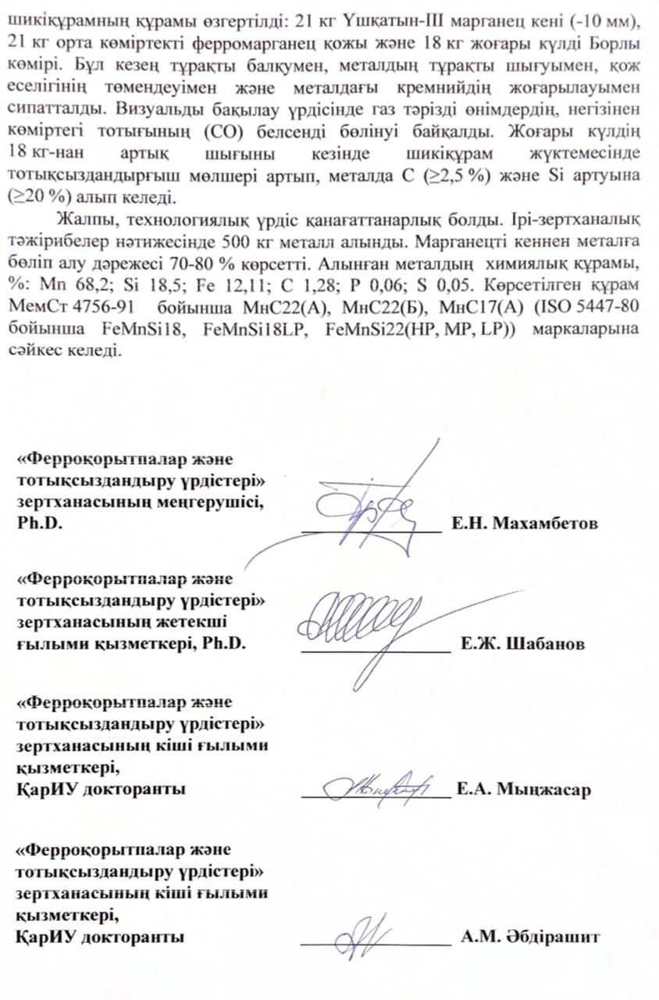 шикіқұрамның құрамы өзгертілді: 21 кг Үшқатын-III марганец кені (-10 мм),
21 кг орта көміртекті ферромарганец қожы және 18 кг жоғары күлді Борлы
көмірі. Бұл кезең тұрақты балқумен, металдың тұрақты шығуымен, қож
еселігінің төмендеуімен және металдағы кремнийдің жоғарылауымен
сипатталды. Визуальды бақылау үрдісінде газ тәрізді өнімдердің, негізінен
көміртегі тотығының (СО) белсенді бөлінуі байқалды. Жоғары күлдің
18 кг-нан артық шығыны кезінде шикіқұрам жүктемесінде
тотықсыздандырғыш мөлшері артып, металда С (≥2,5 %) және Si артуына
(≥20 %) алып келеді.
Жалпы, технологиялық үрдіс қанағаттанарлық болды. Ірі-зертханалық
тәжірибелер нәтижесінде 500 кг металл алынды. Марганецті кеннен металға
бөліп алу дәрежесі 70-80 % көрсетті. Алынған металдың химиялық құрамы,
%: Mn 68,2; Si 18,5; Fe 12,11; C 1,28; P 0,06; S 0,05. Көрсетілген құрам
МемСт 4756-91 бойынша МнС22(А), МнС22(Б), МнС17(А) (ISO 5447-80
бойынша FeMnSi18, FeMnSi18LP, FeMnSi22(HP, MP, LP)) маркаларына
сәйкес келеді.
«Ферроқорытпалар және
тотықсыздандыру үрдістері»
зертханасының меңгерушісі,
Ph.D. Е.Н. Махамбетов
«Ферроқорытпалар және
тотықсыздандыру үрдістері»
зертханасының жетекші
ғылыми қызметкері, Ph.D. Е.Ж. Шабанов
«Ферроқорытпалар және
тотықсыздандыру үрдістері»
зертханасының кіші ғылыми
қызметкері,
ҚарИУ докторанты Е.А. Мыңжасар
«Ферроқорытпалар және
тотықсыздандыру үрдістері»
зертханасының кіші ғылыми
қызметкері,
ҚарИУ докторанты А.М. Әбдірашит